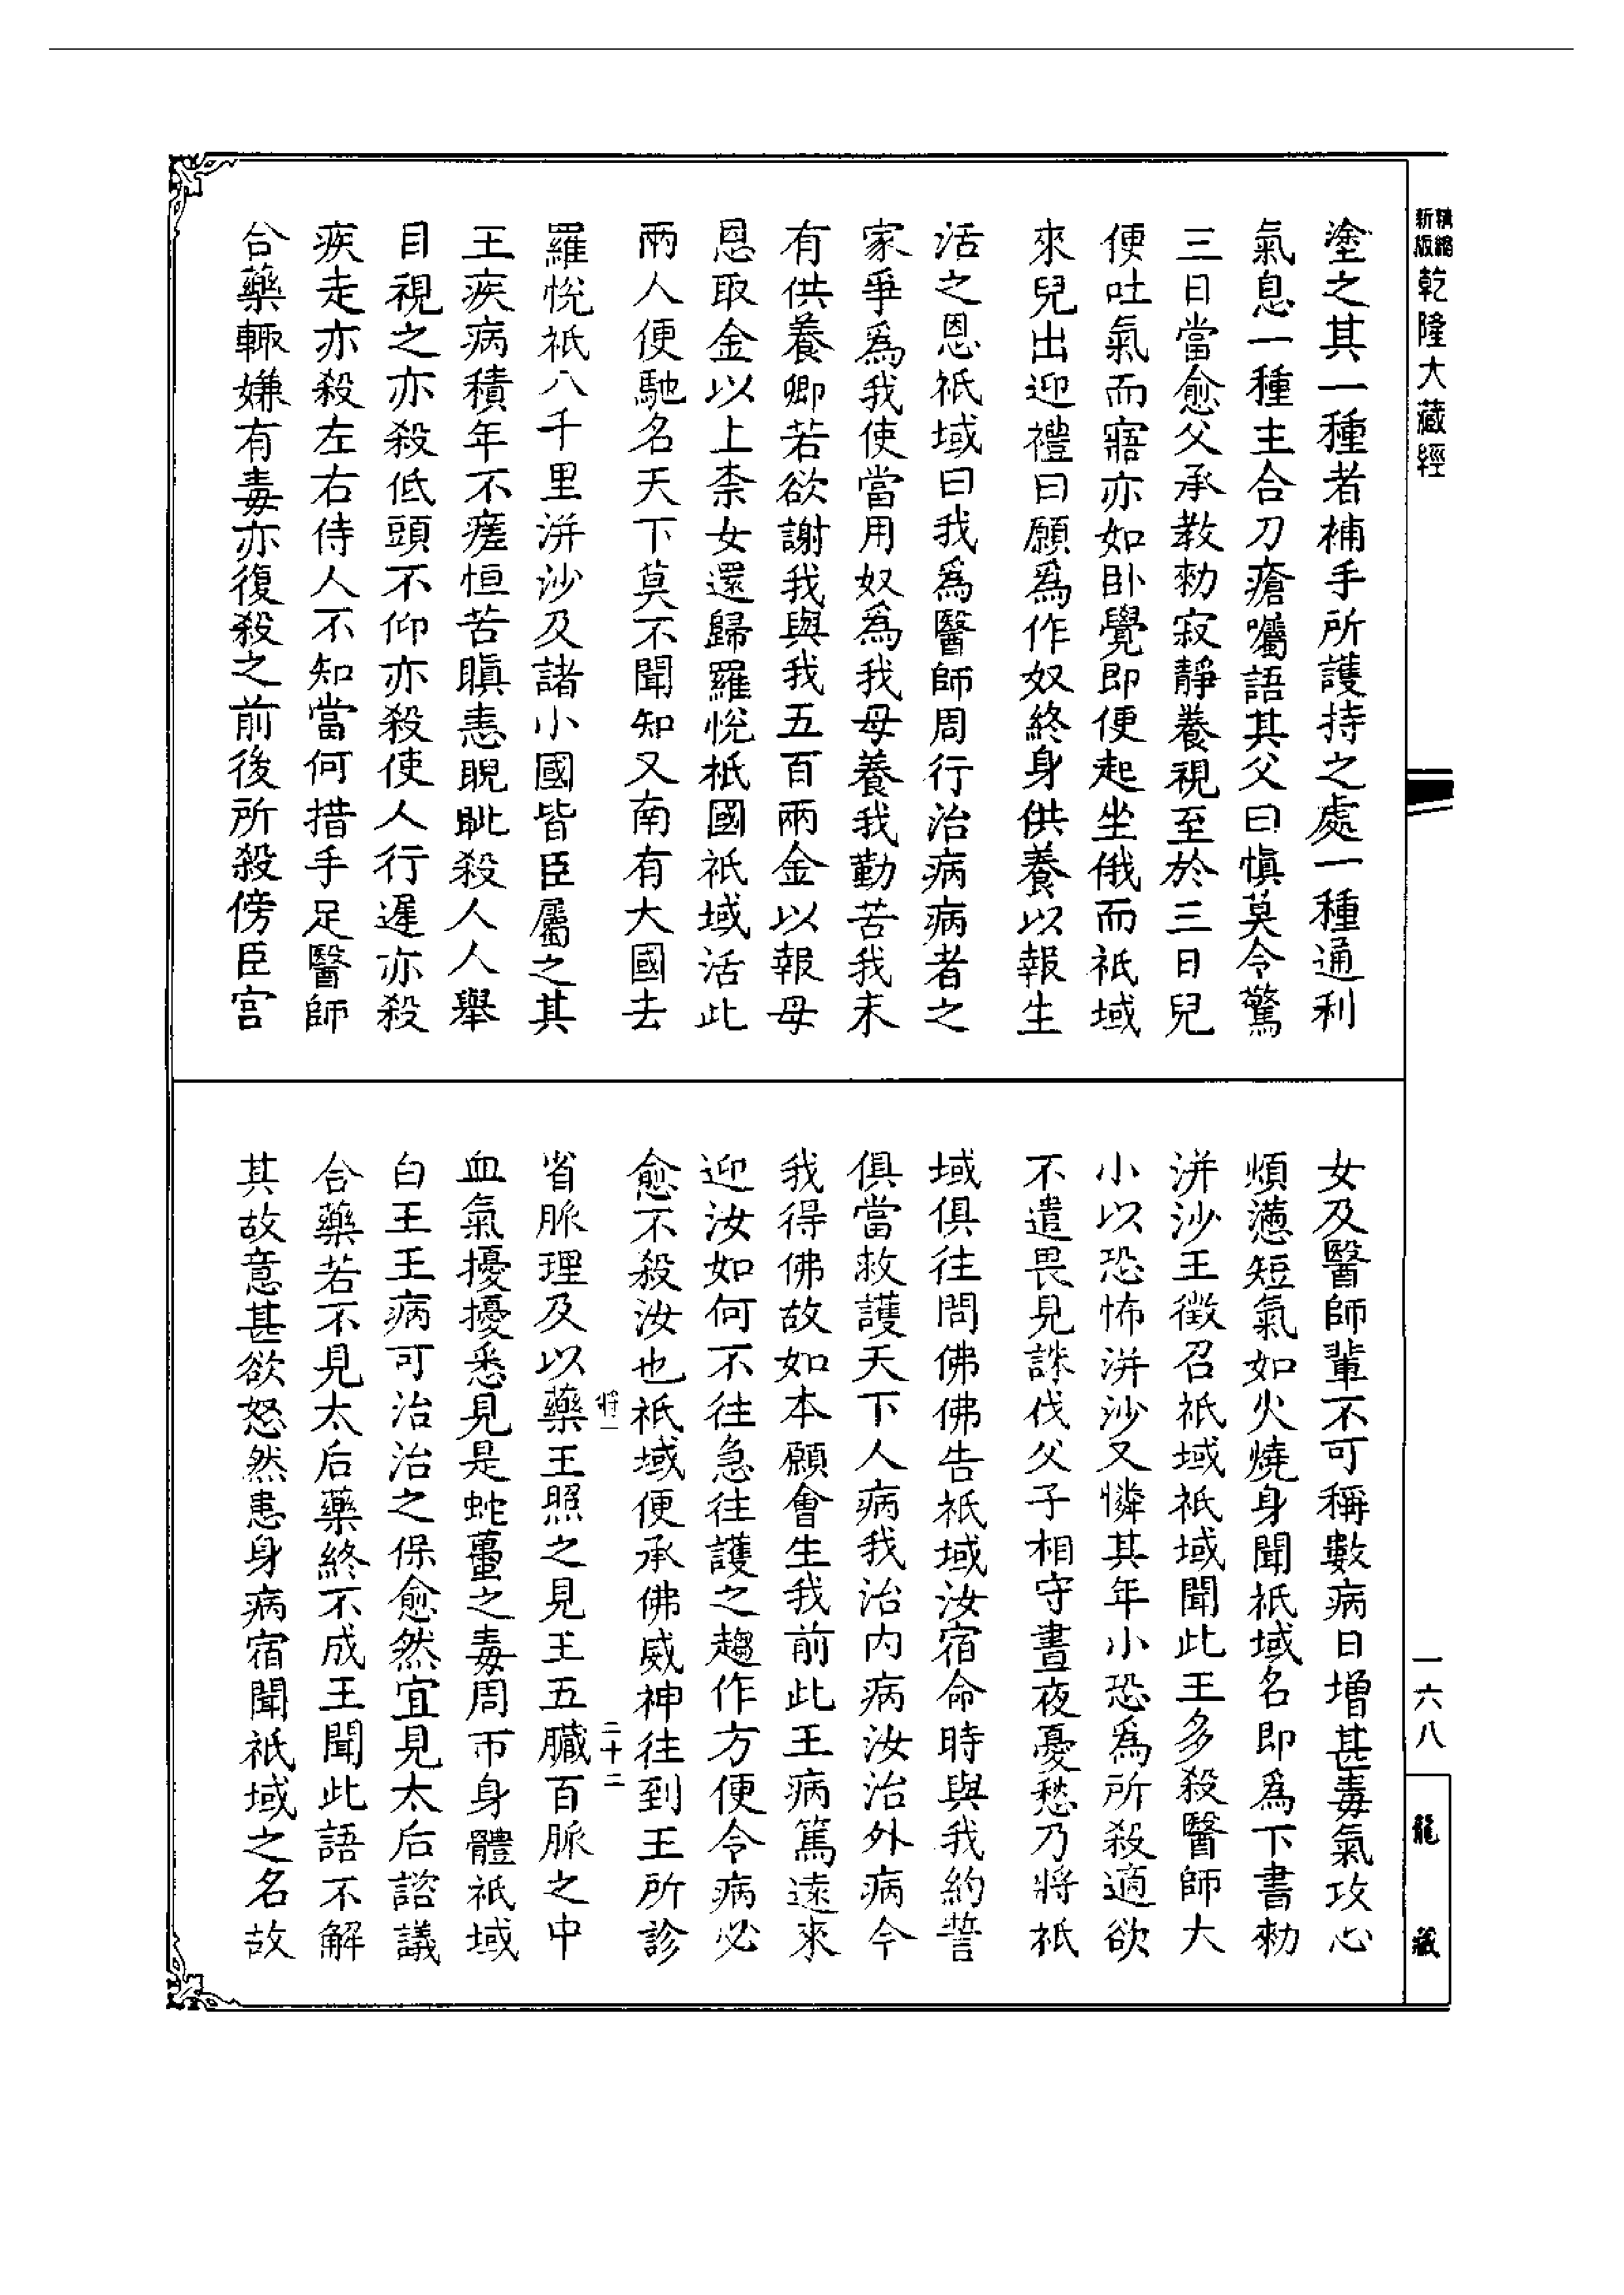 精縮新版乾隆大藏經
塗之其一種者補手所護持之處一種通利
氣息一種主合刀瘡囑語其父曰慎莫令驚
三日當愈父承教勑寂靜養視至於三日兒
便吐氣而寤亦如卧覺即便起坐俄而祇域
來兒出迎禮曰願爲作奴終身供養以報生
活之恩祇域曰我爲醫師周行治病病者之
家爭爲我使當用奴爲我母養我勤苦我未
有供養卿若欲謝我與我五百兩金以報母
恩取金以上柰女還歸羅悅祇國祇域活此
兩人便馳名天下莫不聞知又南有大國去
羅悅祇八千里洴沙及諸小國皆臣屬之其
王疾病積年不瘥恒苦瞋恚睨眦殺人人舉
目視之亦殺低頭不仰亦殺使人行遲亦殺
疾走亦殺左右侍人不知當何措手足醫師
合藥輒嫌有毒亦復殺之前後所殺傍臣宮
女及醫師輩不可稱數病日增甚毒氣攻心
煩懣短氣如火燒身聞祇域名即爲下書勑
洴沙王徵召祇域祇域聞此王多殺醫師大
小以恐怖洴沙又憐其年小恐爲所殺適欲
不遣畏見誅伐父子相守晝夜憂愁乃將祇
域俱往問佛佛告祇域汝宿命時與我約誓
俱當救護天下人病我治内病汝治外病今
我得佛故如本願會生我前此王病篤遠來
迎汝如何不往急往護之趨作方便令病必
愈不殺汝也祇域便承佛威神往到王所診
將一 二十二
省脈理及以藥王照之見王五臟百脈之中
血氣擾擾悉見是蛇蠆之毒周帀身體祇域
白王王病可治治之保愈然宜見太后諮議
合藥若不見太后藥終不成王聞此語不解
其故意甚欲怒然患身病宿聞祇域之名故
一六八
龍藏